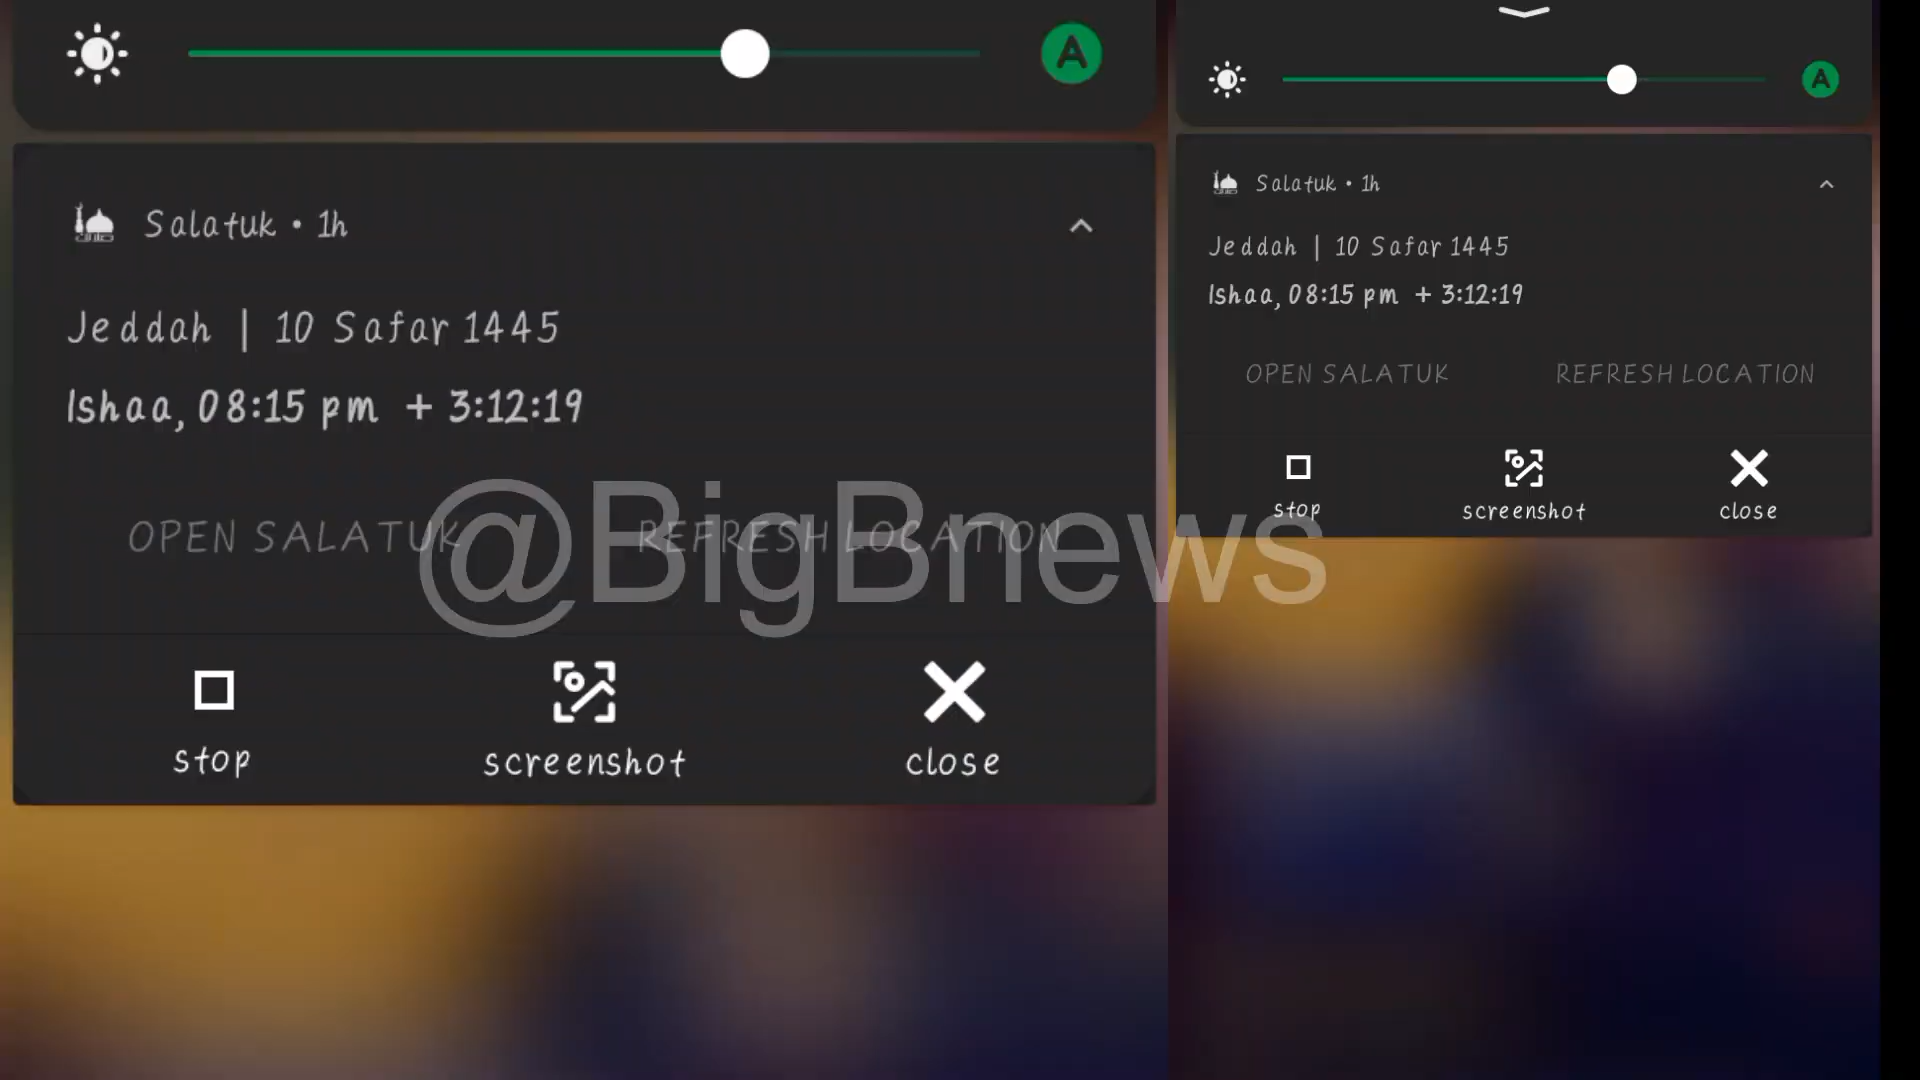 A
Salatuk • 1h
Jeddah | 10 Safar 1445
Ishaa, 08:15 pm + 3:12:19
OPEN SALATUK REFRESH LOCATION
stop screenshot close
@BigBnews
A
Salatuk • 1h
Jeddah | 10 Safar 1445
Ishaa, 08:15 pm + 3:12:19
OPEN SALATUK REFRESH LOCATION
stop screenshot close